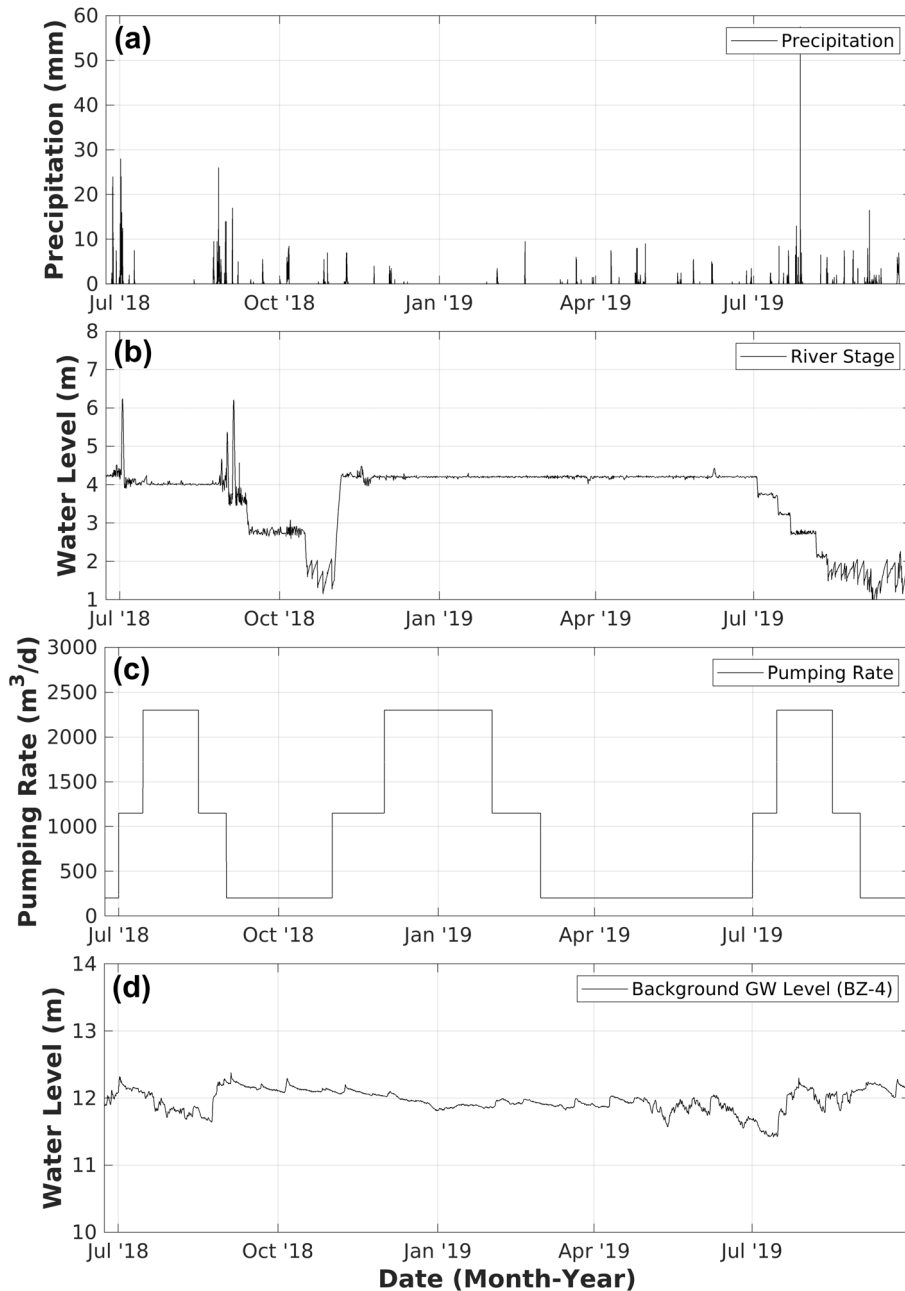 (a)
Precipitation
Precipitation (mm)
60
50
40
30
20
10
0
Jul '18 Oct '18 Jan '19 Apr '19 Jul '19
(b)
River Stage
Water Level (m)
8
7
6
5
4
3
2
1
Jul '18 Oct '18 Jan '19 Apr '19 Jul '19
(c)
Pumping Rate
Pumping Rate (m³/d)
3000
2500
2000
1500
1000
500
0
Jul '18 Oct '18 Jan '19 Apr '19 Jul '19
(d)
Background GW Level (BZ-4)
Water Level (m)
14
13
12
11
10
Jul '18 Oct '18 Jan '19 Apr '19 Jul '19
Date (Month-Year)